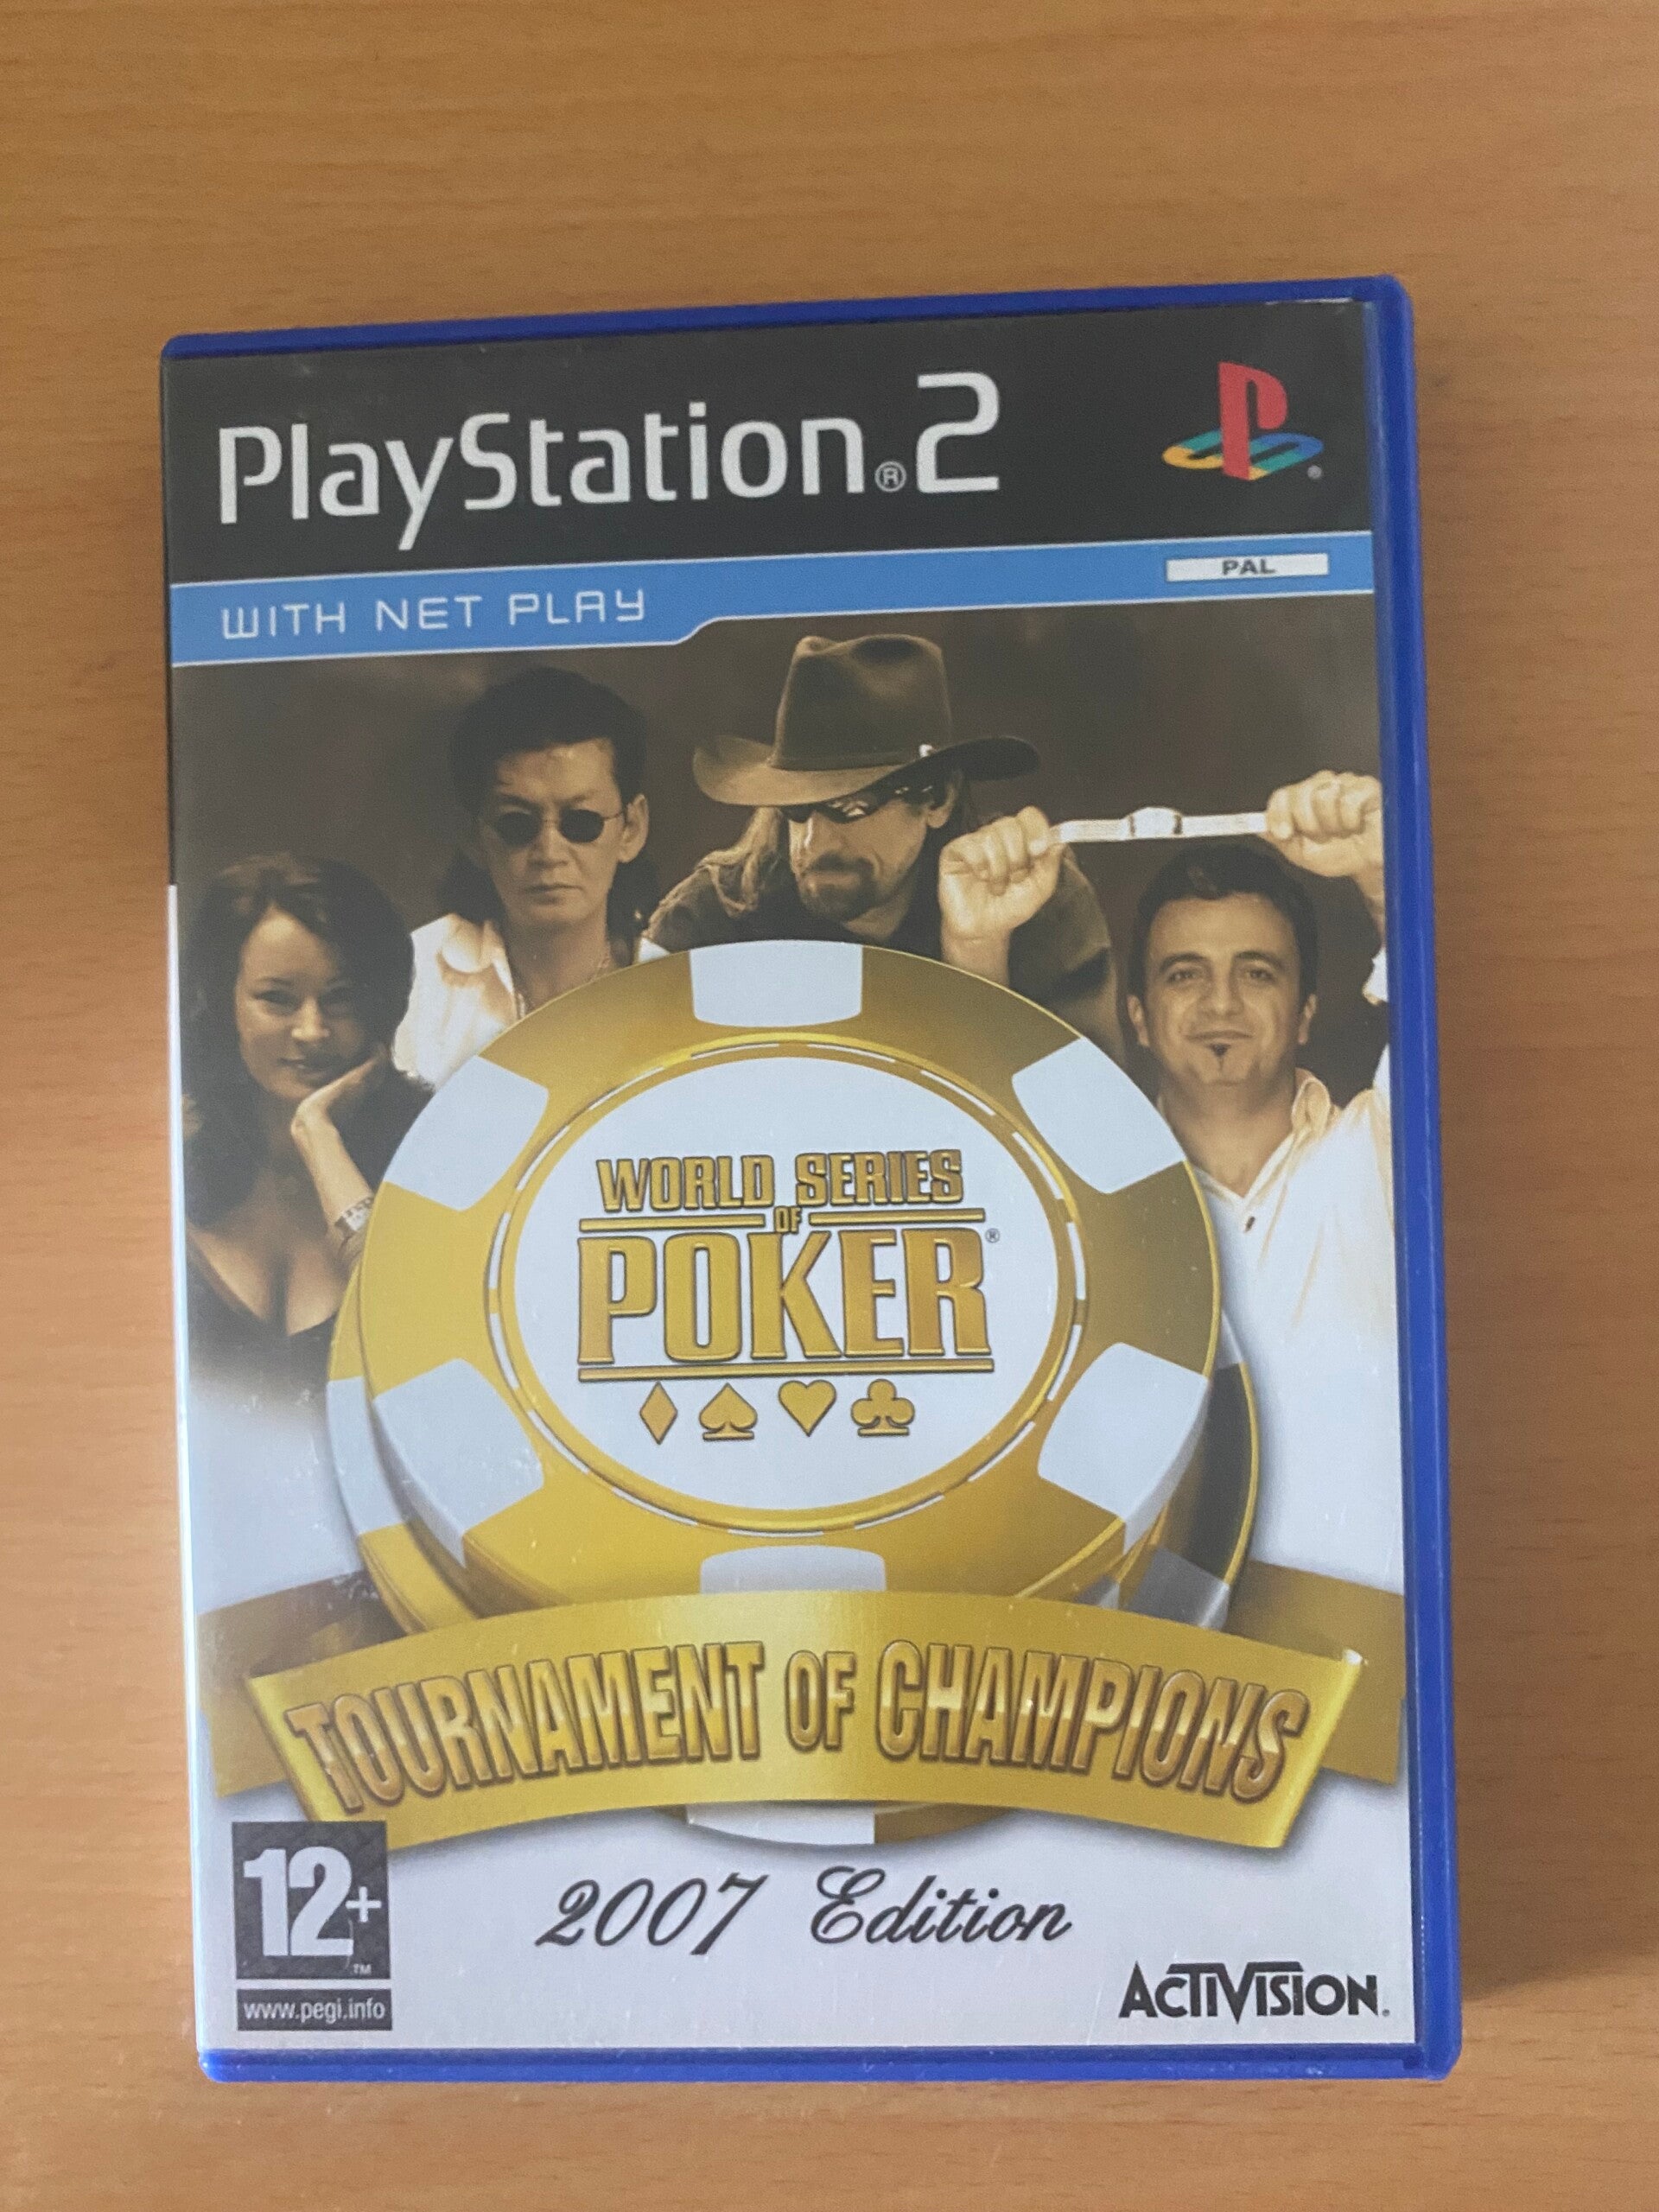 PlayStation®2
PAL
WITH NET PLAY
WORLD SERIES
OF
POKER®
TOURNAMENT OF CHAMPIONS
2007 Edition
12+™
www.pegi.info
ACTIVISION®